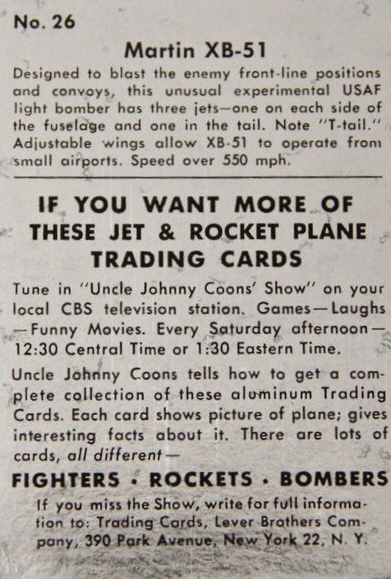 No. 26
Martin XB-51
Designed to blast the enemy front-line positions
and convoys, this unusual experimental USAF
light bomber has three jets—one on each side of
the fuselage and one in the tail. Note "T-tail."
Adjustable wings allow XB-51 to operate from
small airports. Speed over 550 mph.
IF YOU WANT MORE OF
THESE JET & ROCKET PLANE
TRADING CARDS
Tune in "Uncle Johnny Coons' Show" on your
local CBS television station. Games—Laughs
—Funny Movies. Every Saturday afternoon—
12:30 Central Time or 1:30 Eastern Time.
Uncle Johnny Coons tells how to get a com-
plete collection of these aluminum Trading
Cards. Each card shows picture of plane; gives
interesting facts about it. There are lots of
cards, all different—
FIGHTERS · ROCKETS · BOMBERS
If you miss the Show, write for full informa-
tion to: Trading Cards, Lever Brothers Com-
pany, 390 Park Avenue, New York 22, N. Y.